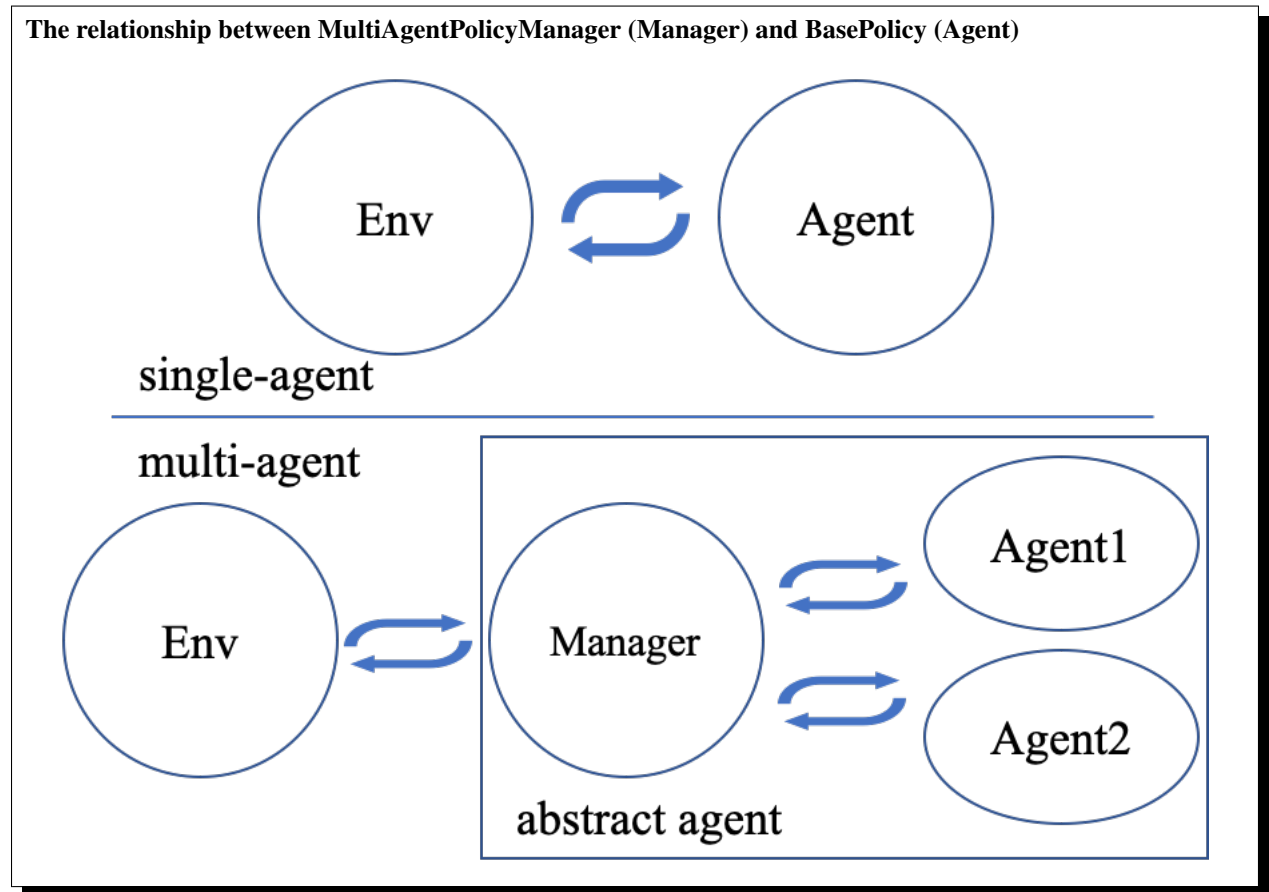 The relationship between MultiAgentPolicyManager (Manager) and BasePolicy (Agent)
Env
Agent
single-agent
multi-agent
Env
Manager
Agent1
Agent2
abstract agent